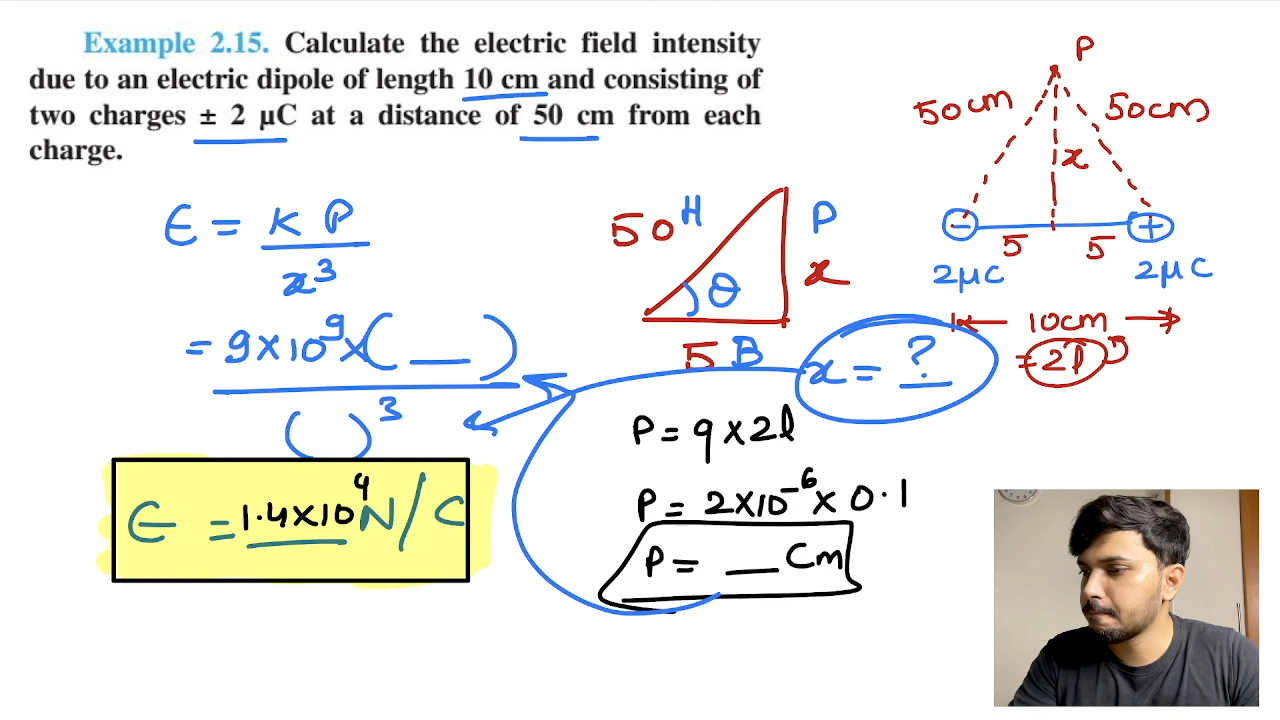 Example 2.15. Calculate the electric field intensity
due to an electric dipole of length 10 cm and consisting of
two charges ± 2 µC at a distance of 50 cm from each
charge.
P
50cm
50cm
x
−
+
5
5
2µC
2µC
10cm
= 2l
E = K P
x³
= 9×10⁹×( __ )
( )³
E = 1.4×10⁴ N/C
50
H
P
x
θ
5
B
x = ?
P = q×2l
P = 2×10⁻⁶ × 0.1
P = __ Cm